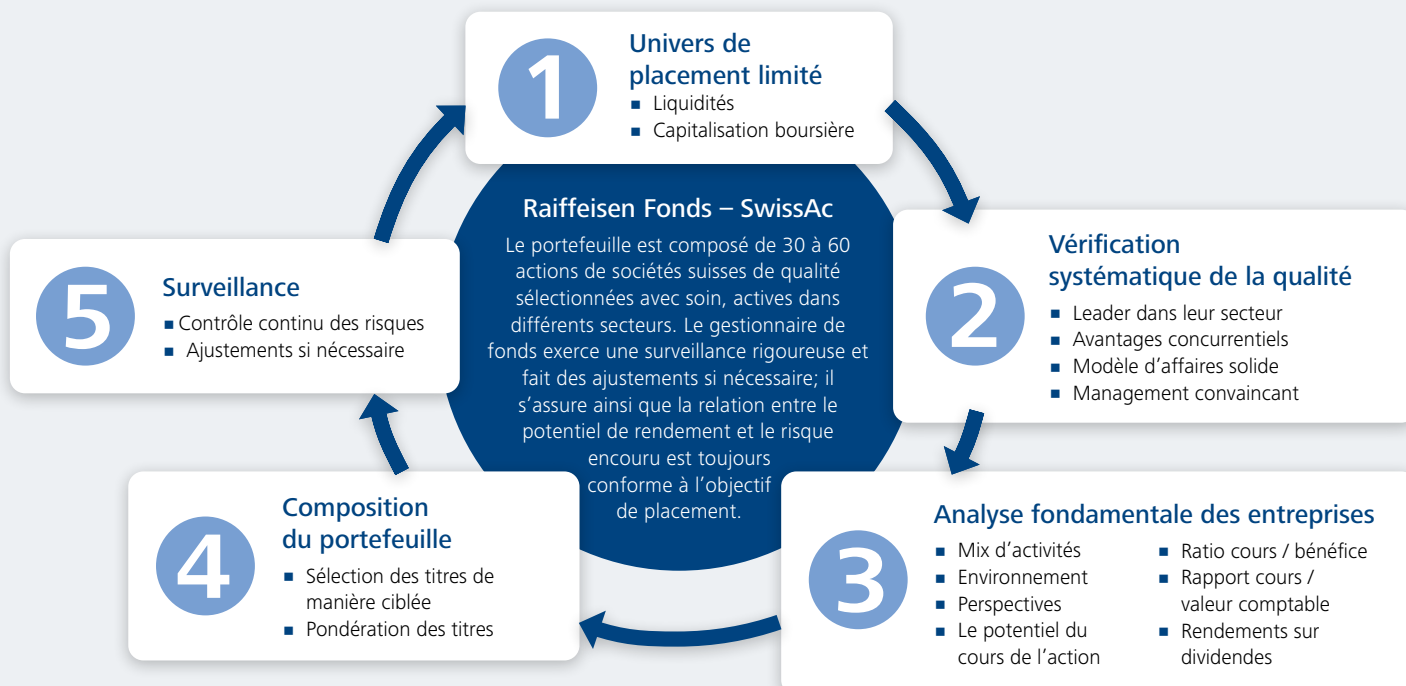 1
Univers de
placement limité
Liquidités
Capitalisation boursière
Raiffeisen Fonds – SwissAc
Le portefeuille est composé de 30 à 60
actions de sociétés suisses de qualité
sélectionnées avec soin, actives dans
différents secteurs. Le gestionnaire de
fonds exerce une surveillance rigoureuse et
fait des ajustements si nécessaire; il
s’assure ainsi que la relation entre le
potentiel de rendement et le risque
encouru est toujours
conforme à l’objectif
de placement.
2
Vérification
systématique de la qualité
Leader dans leur secteur
Avantages concurrentiels
Modèle d’affaires solide
Management convaincant
3
Analyse fondamentale des entreprises
Mix d’activités
Environnement
Perspectives
Le potentiel du
cours de l’action
Ratio cours / bénéfice
Rapport cours /
valeur comptable
Rendements sur
dividendes
4
Composition
du portefeuille
Sélection des titres de
manière ciblée
Pondération des titres
5
Surveillance
Contrôle continu des risques
Ajustements si nécessaire